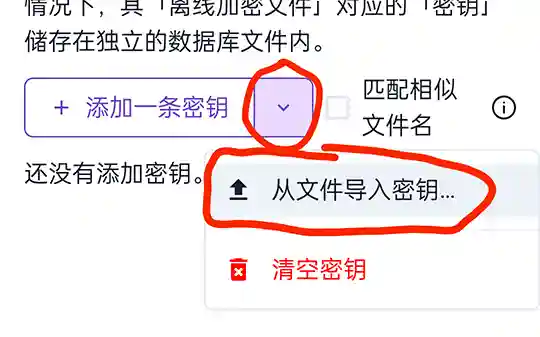 情况下，其「离线加密文件」对应的「密钥」
储存在独立的数据库文件内。
+ 添加一条密钥
匹配相似
文件名
还没有添加密钥。
从文件导入密钥...
清空密钥